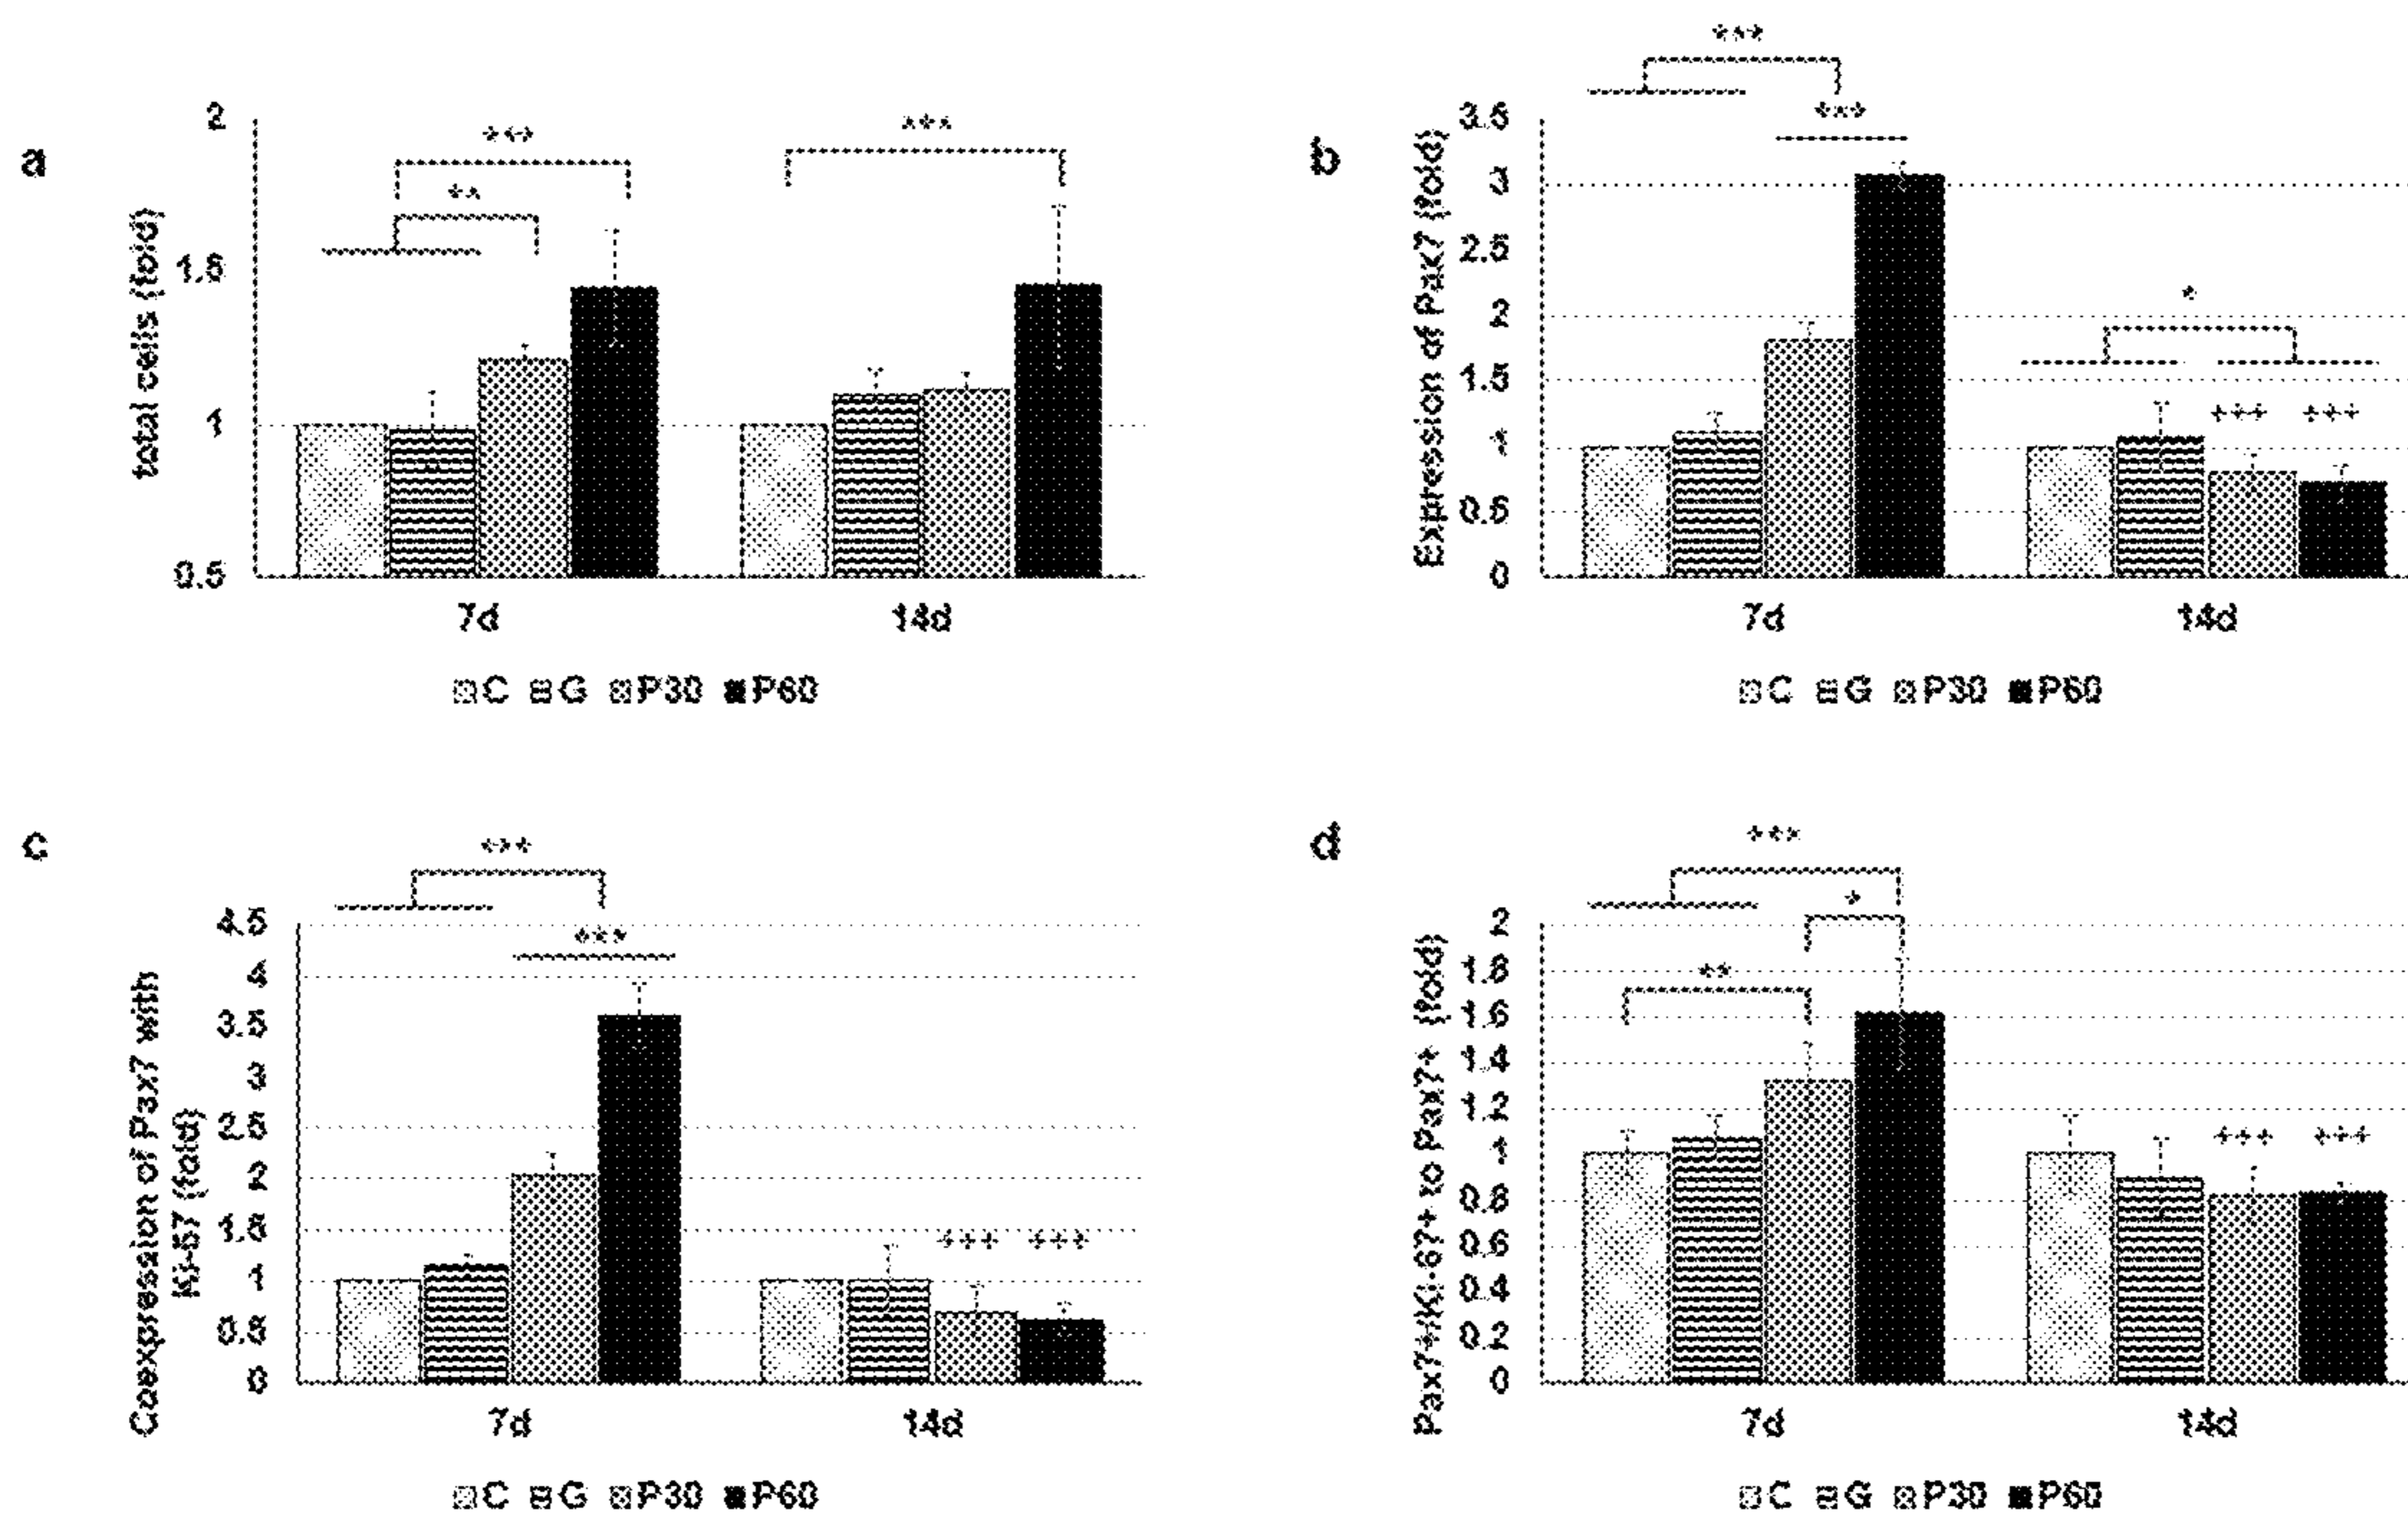 a
total cells (fold)
2
1.5
1
0.5
***
**
***
7d
14d
C G P30 P60
b
Expression of Pax7 (fold)
3.5
3
2.5
2
1.5
1
0.5
0
***
***
*
+++ +++
7d
14d
C G P30 P60
c
Coexpression of Pax7 with
Ki-67 (fold)
4.5
4
3.5
3
2.5
2
1.5
1
0.5
0
***
***
+++ +++
7d
14d
C G P30 P60
d
Pax7+Ki-67+ to Pax7+ (fold)
2
1.8
1.6
1.4
1.2
1
0.8
0.6
0.4
0.2
0
***
*
**
+++ +++
7d
14d
C G P30 P60